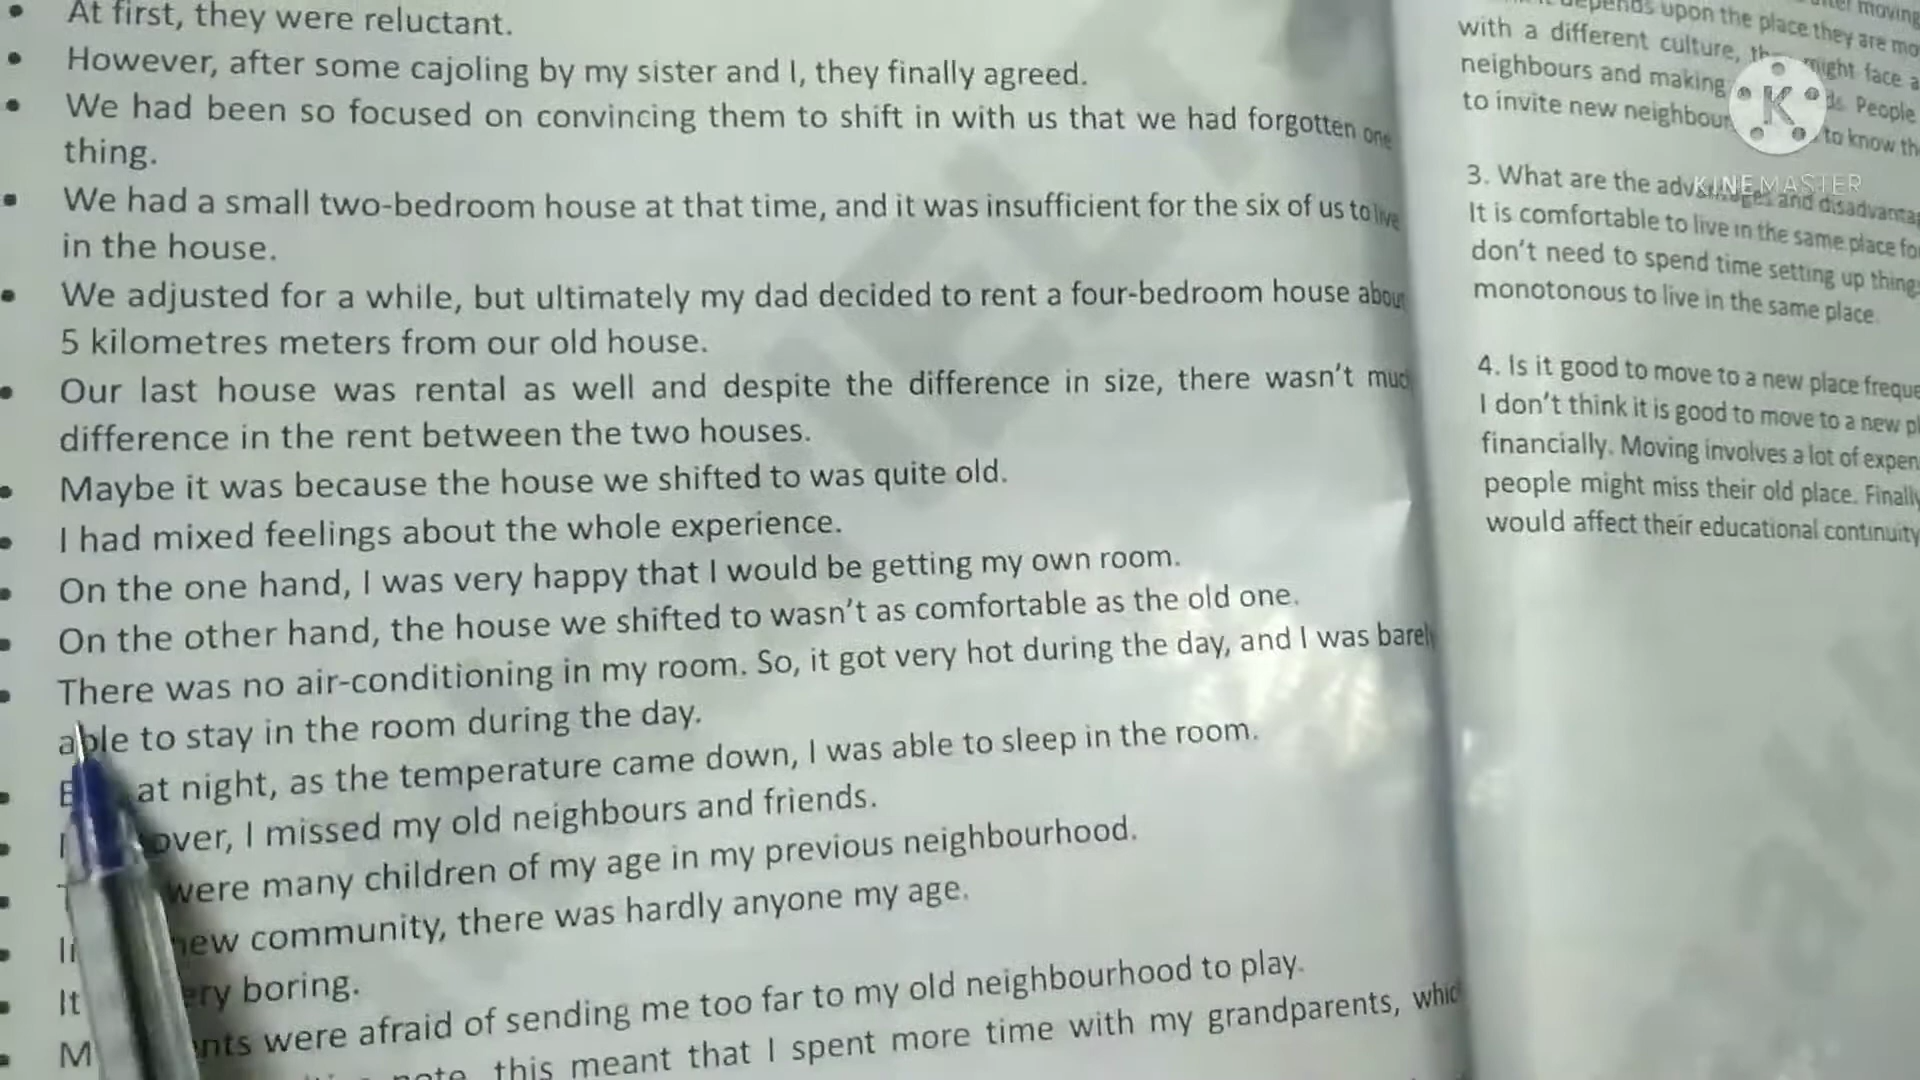 At first, they were reluctant.
However, after some cajoling by my sister and I, they finally agreed.
We had been so focused on convincing them to shift in with us that we had forgotten one
thing.
We had a small two-bedroom house at that time, and it was insufficient for the six of us to live
in the house.
We adjusted for a while, but ultimately my dad decided to rent a four-bedroom house about
5 kilometres meters from our old house.
Our last house was rental as well and despite the difference in size, there wasn't muc
difference in the rent between the two houses.
Maybe it was because the house we shifted to was quite old.
I had mixed feelings about the whole experience.
On the one hand, I was very happy that I would be getting my own room.
On the other hand, the house we shifted to wasn't as comfortable as the old one.
There was no air-conditioning in my room. So, it got very hot during the day, and I was barely
able to stay in the room during the day.
at night, as the temperature came down, I was able to sleep in the room.
over, I missed my old neighbours and friends.
were many children of my age in my previous neighbourhood.
new community, there was hardly anyone my age.
It ery boring.
M nts were afraid of sending me too far to my old neighbourhood to play.
note, this meant that I spent more time with my grandparents, whic
moving
depends upon the place they are mo
with a different culture, might face a
neighbours and making People
to invite new neighbour to know th
3. What are the and disadvanta
It is comfortable to live in the same place fo
don't need to spend time setting up things
monotonous to live in the same place.
4. Is it good to move to a new place freque
I don't think it is good to move to a new pl
financially. Moving involves a lot of expen
people might miss their old place. Finally
would affect their educational continuity
K
KINEMASTER